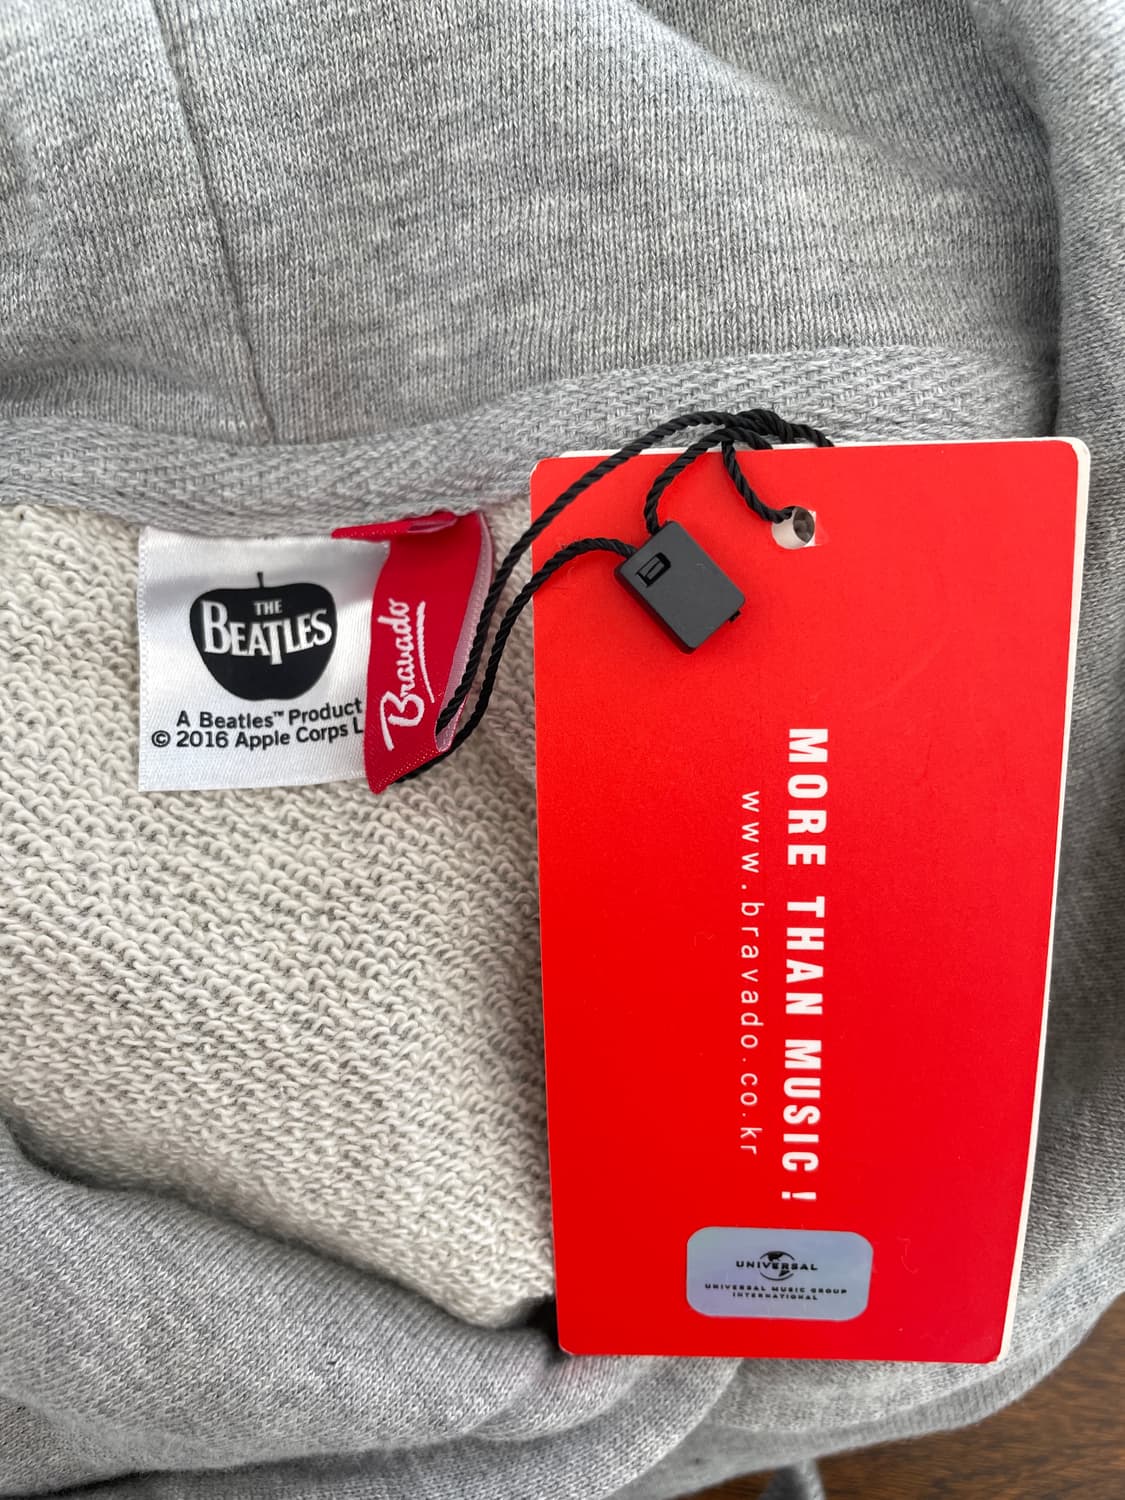 THE
BEATLES
A Beatles™ Product
© 2016 Apple Corps L
Bravado
MORE THAN MUSIC!
www.bravado.co.kr
UNIVERSAL
UNIVERSAL MUSIC GROUP
INTERNATIONAL